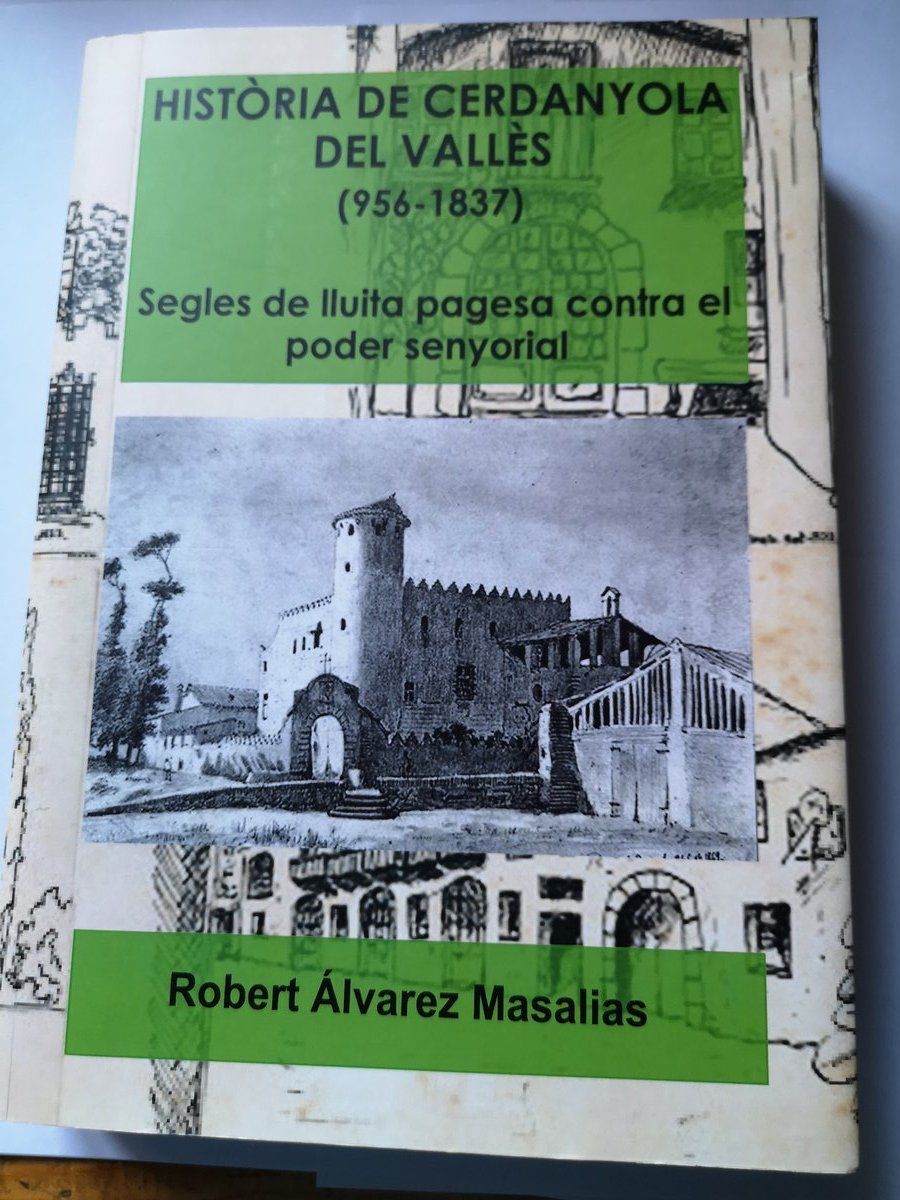 HISTÒRIA DE CERDANYOLA
DEL VALLÈS
(956-1837)
Segles de lluita pagesa contra el
poder senyorial
Robert Álvarez Masalias